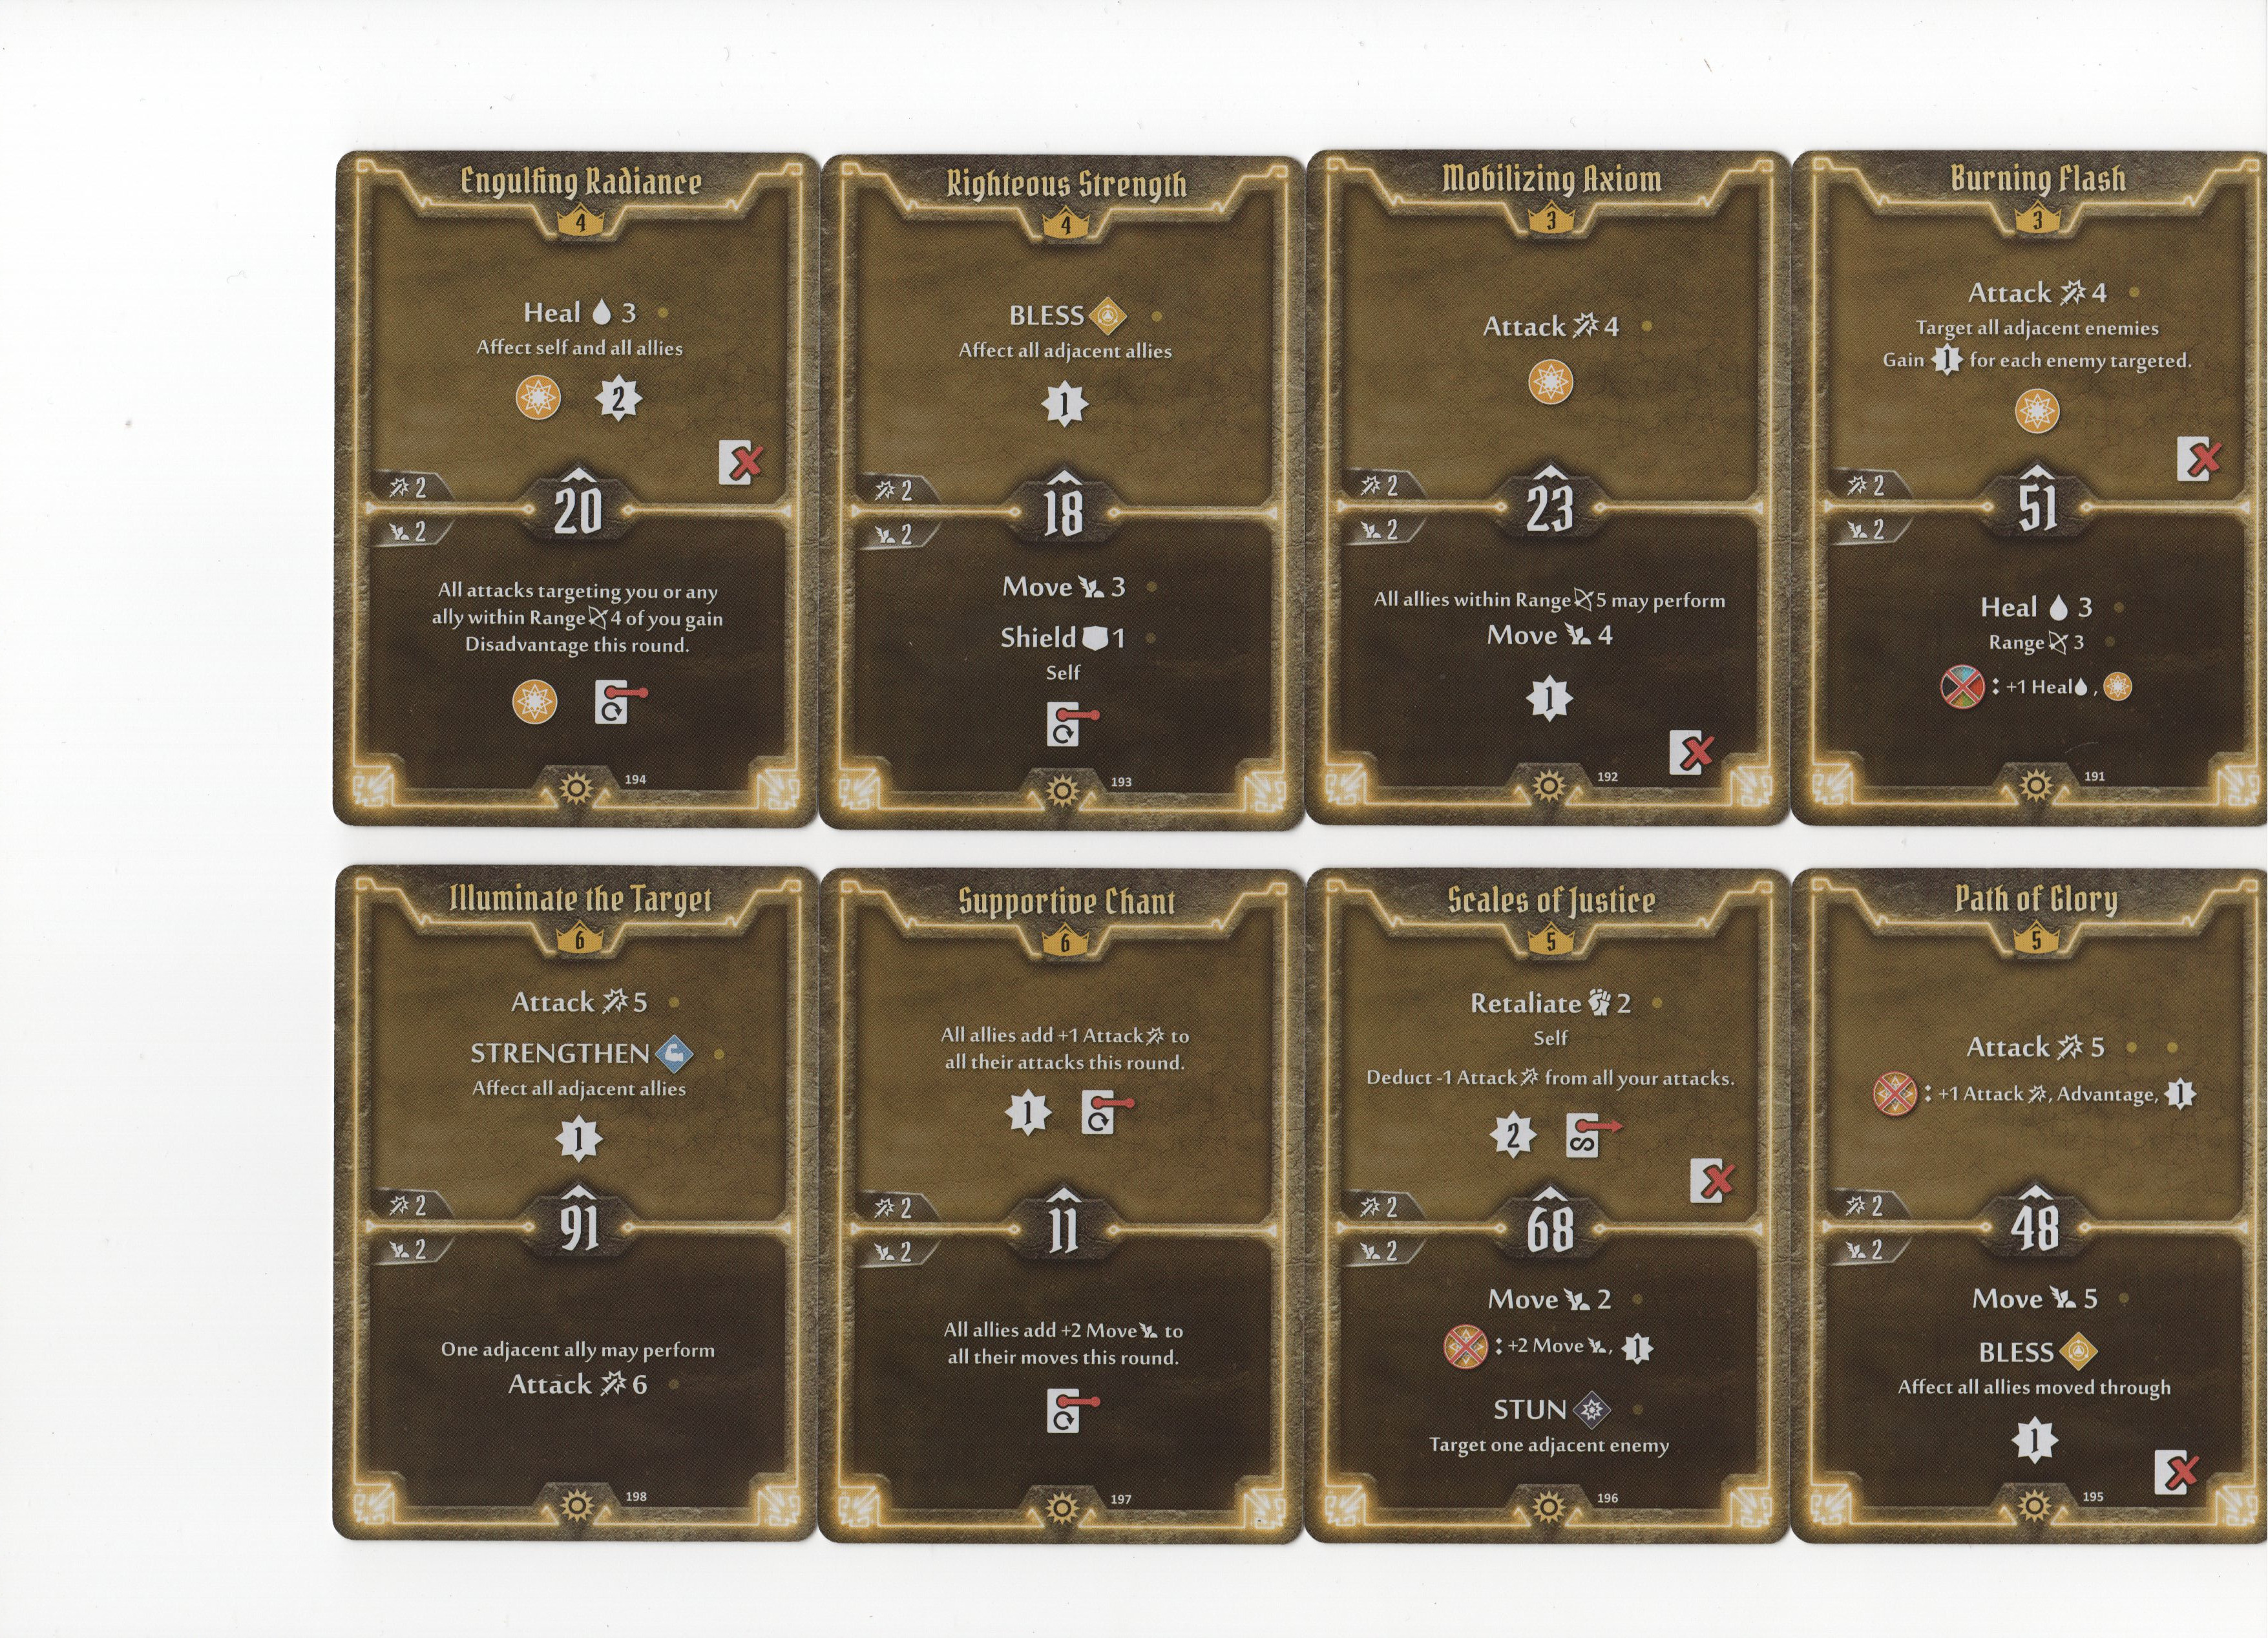 Engulfing Radiance
4
Heal 3
Affect self and all allies
2
2
20
2
All attacks targeting you or any
ally within Range 4 of you gain
Disadvantage this round.
194
Righteous Strength
4
BLESS
Affect all adjacent allies
1
2
18
2
Move 3
Shield 1
Self
193
Mobilizing Axiom
3
Attack 4
2
23
2
All allies within Range 5 may perform
Move 4
1
192
Burning Flash
3
Attack 4
Target all adjacent enemies
Gain 1 for each enemy targeted.
2
51
2
Heal 3
Range 3
: +1 Heal ,
191
Illuminate the Target
6
Attack 5
STRENGTHEN
Affect all adjacent allies
1
2
91
2
One adjacent ally may perform
Attack 6
198
Supportive Chant
6
All allies add +1 Attack to
all their attacks this round.
1
2
11
2
All allies add +2 Move to
all their moves this round.
197
Scales of Justice
5
Retaliate 2
Self
Deduct -1 Attack from all your attacks.
2
2
68
2
Move 2
: +2 Move , 1
STUN
Target one adjacent enemy
196
Path of Glory
5
Attack 5
: +1 Attack , Advantage, 1
2
48
2
Move 5
BLESS
Affect all allies moved through
1
195